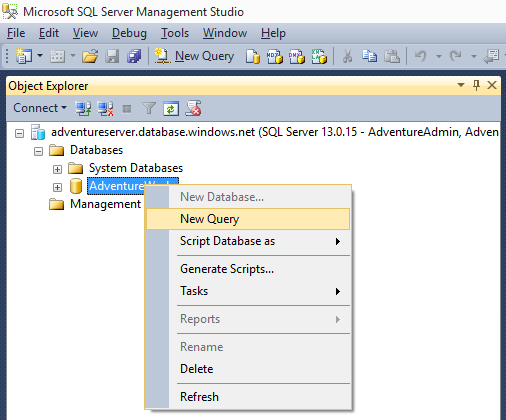 Microsoft SQL Server Management Studio
File Edit View Debug Tools Window Help
New Query
Object Explorer
Connect
adventureserver.database.windows.net (SQL Server 13.0.15 - AdventureAdmin, Adven
Databases
System Databases
Management
New Database...
New Query
Script Database as
Generate Scripts...
Tasks
Reports
Rename
Delete
Refresh